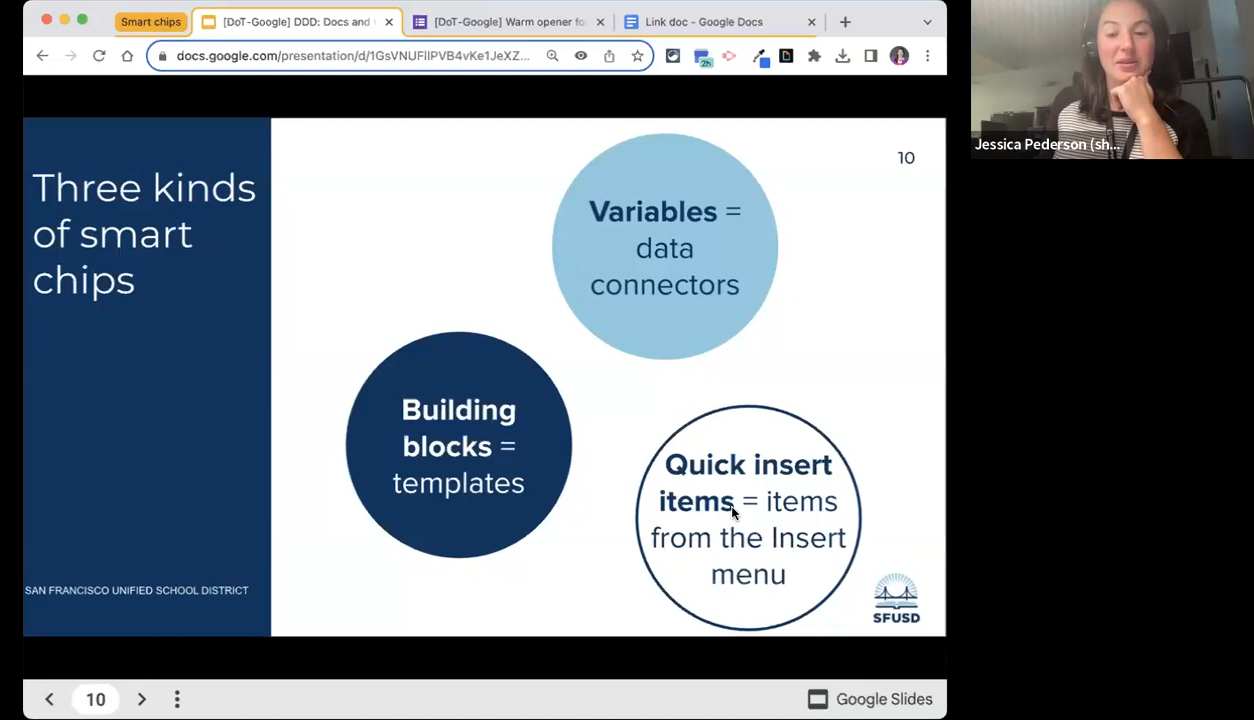 Smart chips
[DoT-Google] DDD: Docs and
[DoT-Google] Warm opener fo
Link doc - Google Docs
docs.google.com/presentation/d/1GsVNUFIlPVB4vKe1JeXZ...
2h
Jessica Pederson (sh...
10
Three kinds
of smart
chips
Variables =
data
connectors
Building
blocks =
templates
Quick insert
items = items
from the Insert
menu
SAN FRANCISCO UNIFIED SCHOOL DISTRICT
SFUSD
10
Google Slides